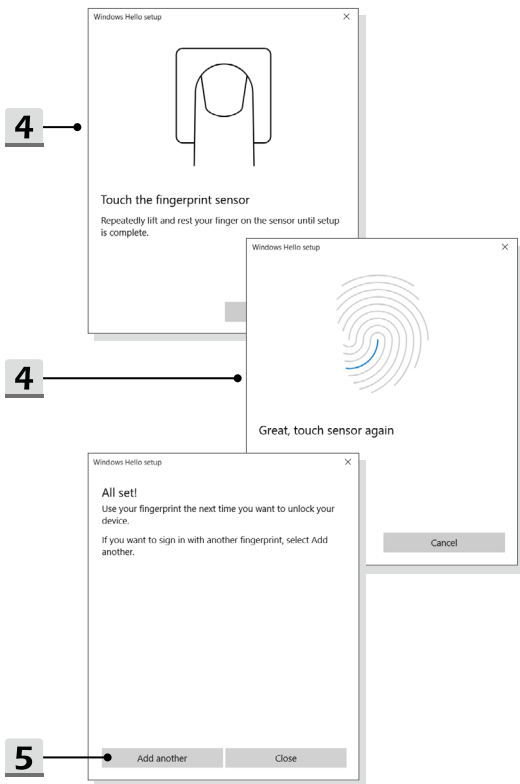 Windows Hello setup
4
Touch the fingerprint sensor
Repeatedly lift and rest your finger on the sensor until setup
is complete.
Windows Hello setup
4
Great, touch sensor again
Cancel
Windows Hello setup
All set!
Use your fingerprint the next time you want to unlock your
device.
If you want to sign in with another fingerprint, select Add
another.
5
Add another
Close